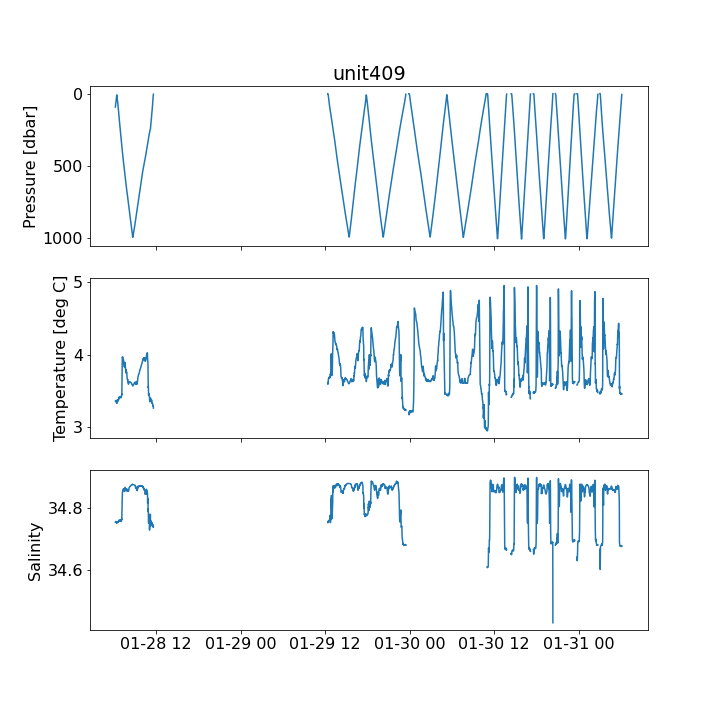 unit409
0
500
1000
Pressure [dbar]
5
4
3
Temperature [deg C]
34.8
34.6
Salinity
01-28 12 01-29 00 01-29 12 01-30 00 01-30 12 01-31 00